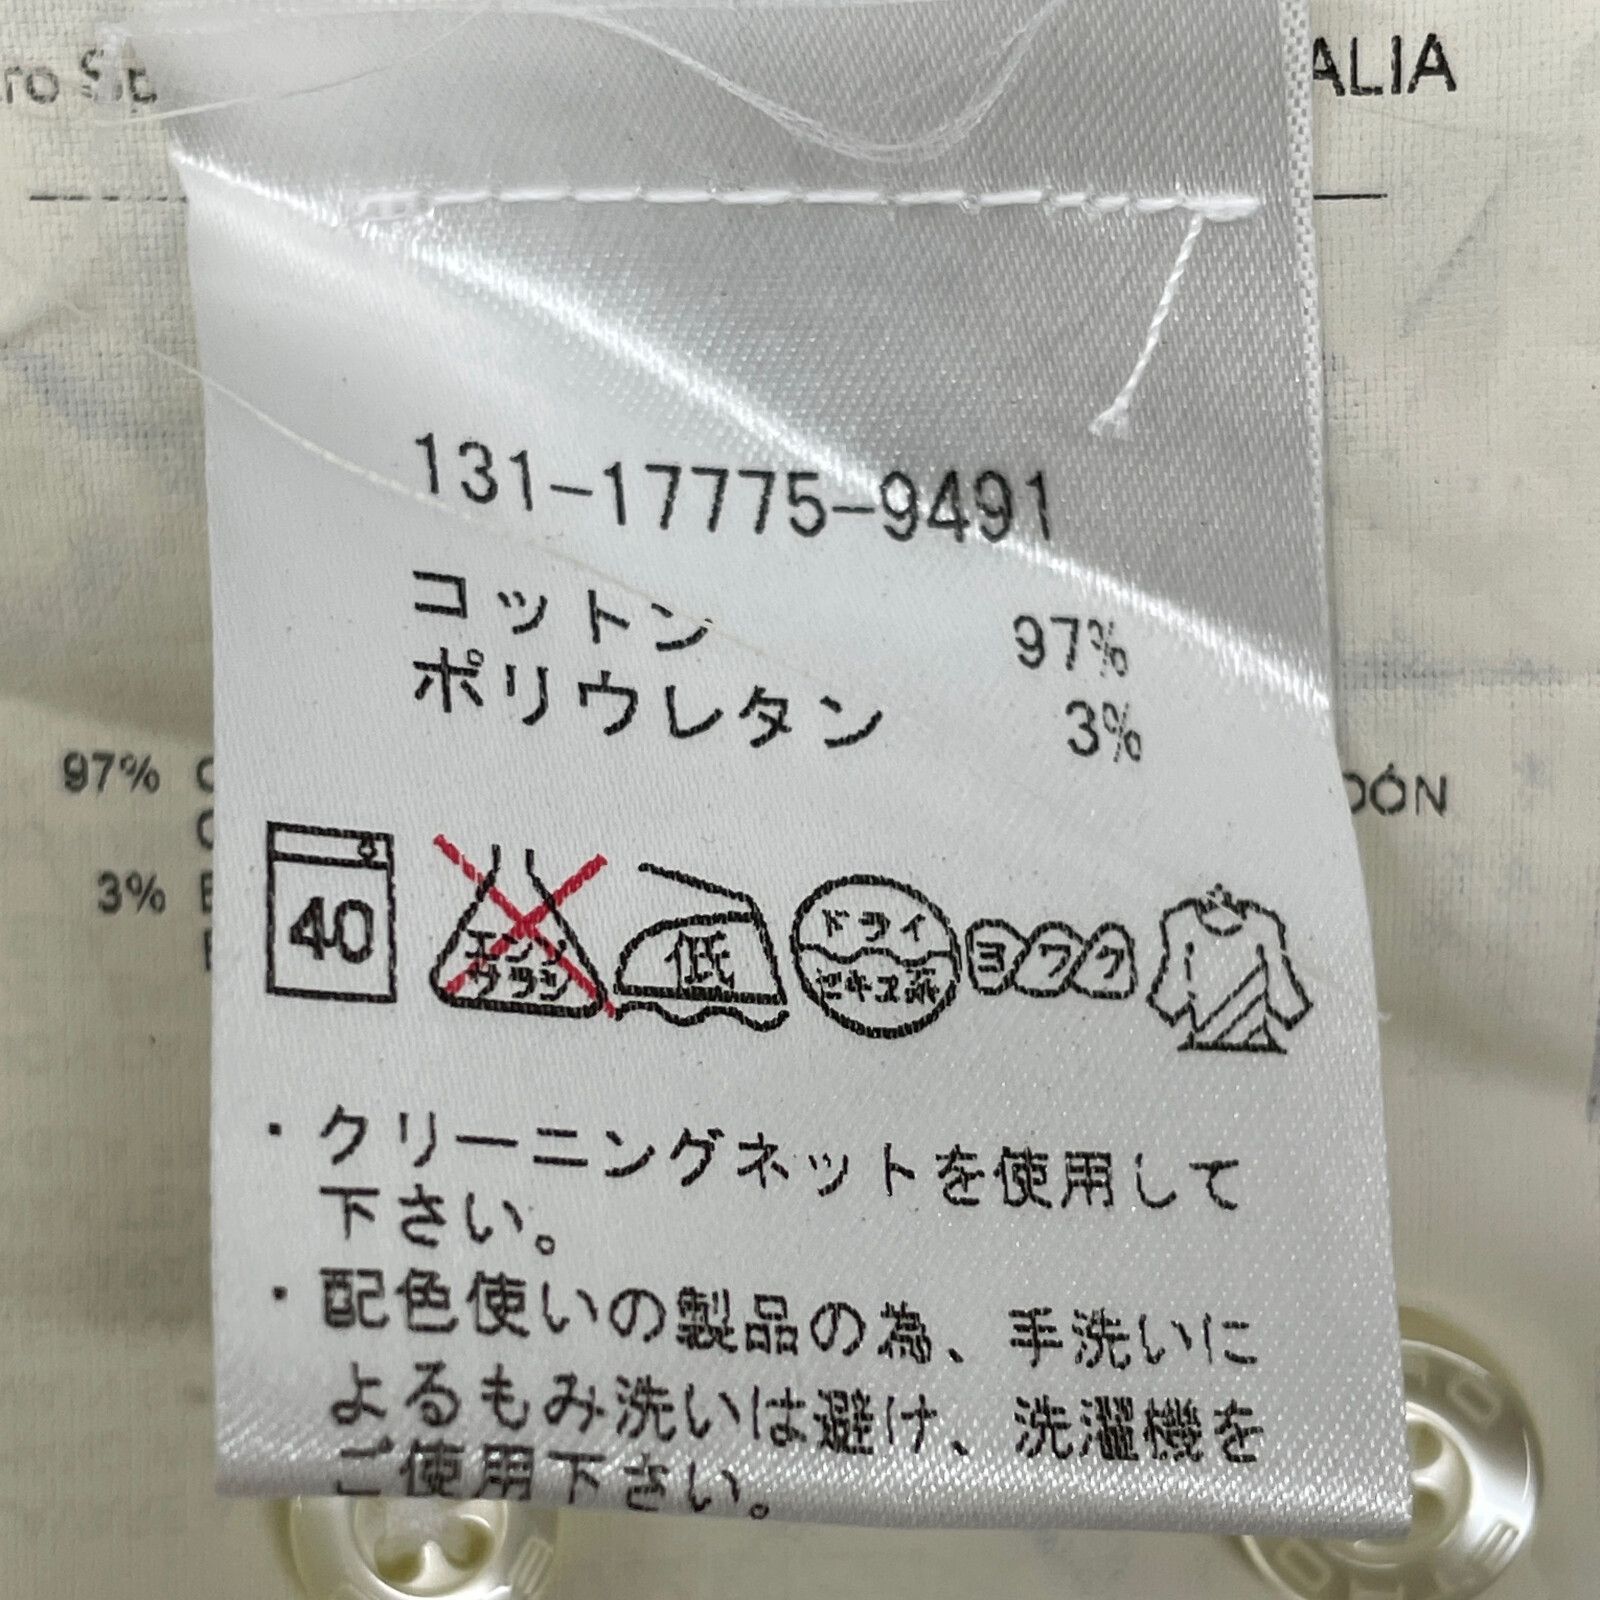 ALIA
131-17775-9491
コットン 97%
ポリウレタン 3%
97%
3%
40
エンソ
サラシ
低
ドライ
セキユ系
ヨワク
・クリーニングネットを使用して
下さい。
・配色使いの製品の為、手洗いに
よるもみ洗いは避け、洗濯機を
ご使用下さい。